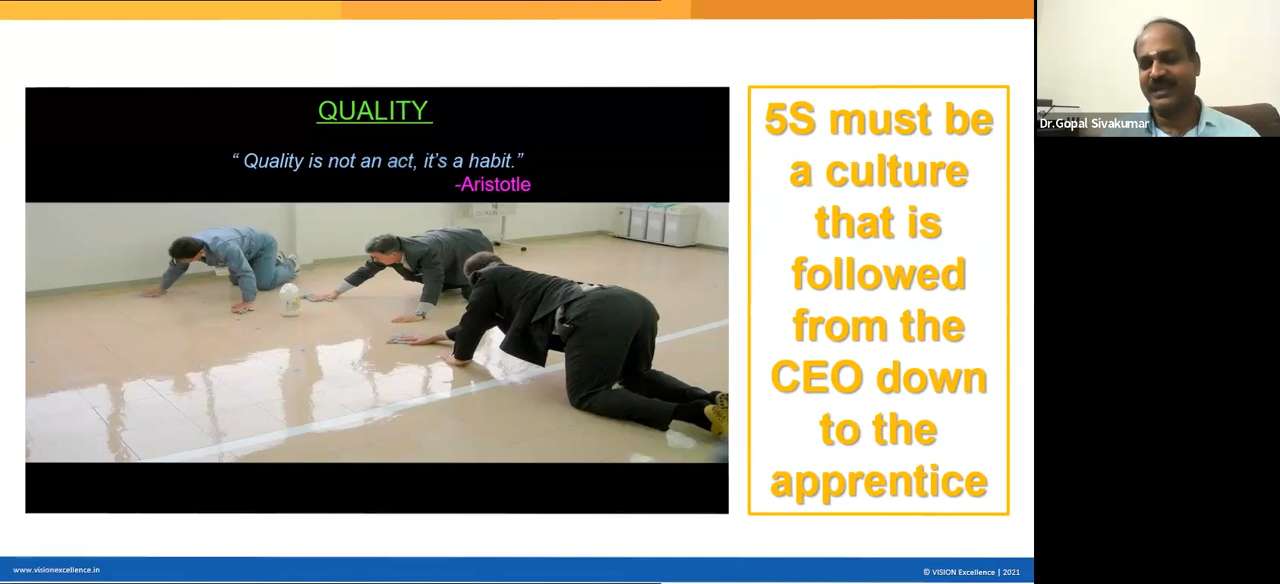 QUALITY
“ Quality is not an act, it’s a habit.”
-Aristotle
5S must be
a culture
that is
followed
from the
CEO down
to the
apprentice
Dr.Gopal Sivakumar
www.visionexcellence.in
© VISION Excellence | 2021